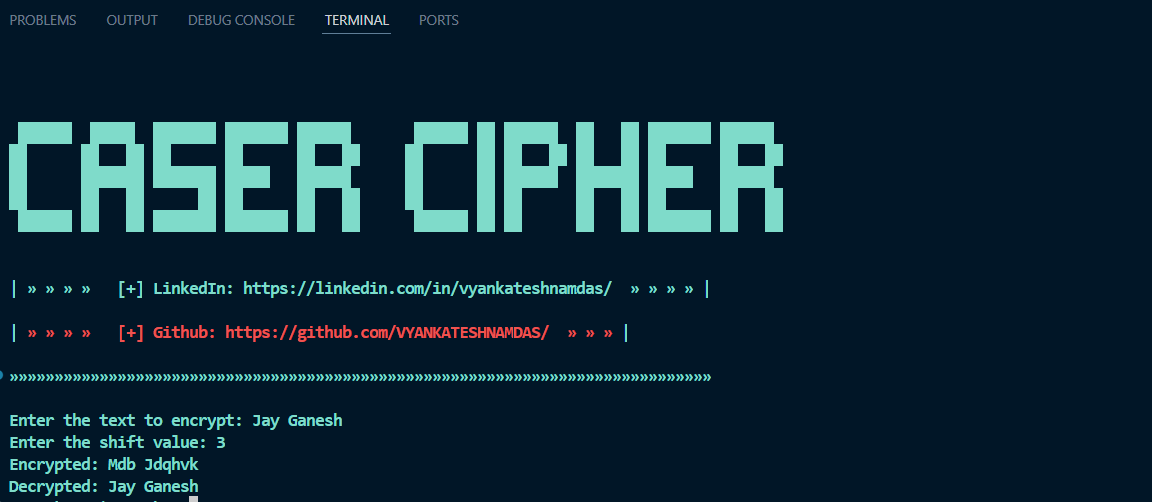 PROBLEMS OUTPUT DEBUG CONSOLE TERMINAL PORTS
CASER CIPHER
| » » » » [+] LinkedIn: https://linkedin.com/in/vyankateshnamdas/ » » » » |
| » » » » [+] Github: https://github.com/VYANKATESHNAMDAS/ » » » |
»»»»»»»»»»»»»»»»»»»»»»»»»»»»»»»»»»»»»»»»»»»»»»»»»»»»»»»»»»»»»»»»»»»»»»»»»»»»»»
Enter the text to encrypt: Jay Ganesh
Enter the shift value: 3
Encrypted: Mdb Jdqhvk
Decrypted: Jay Ganesh